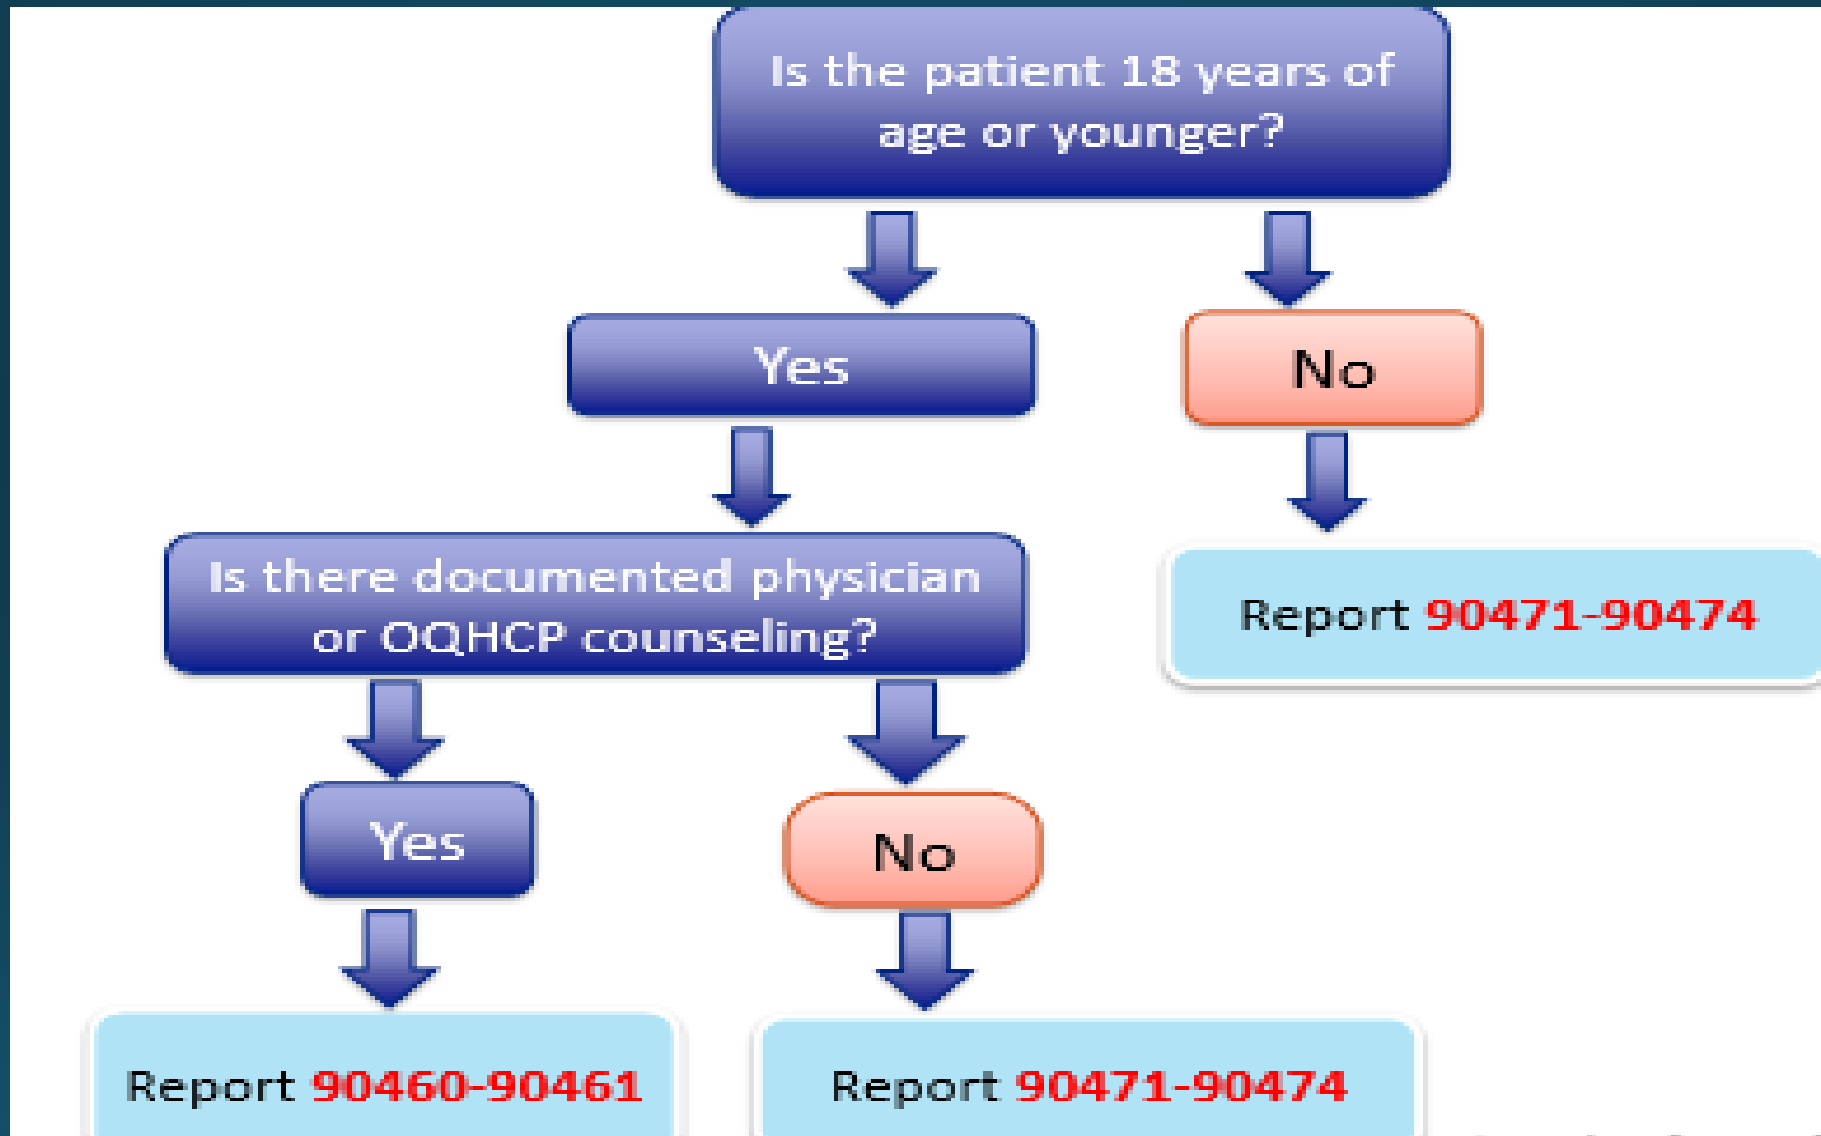 Is the patient 18 years of
age or younger?
Yes
No
Is there documented physician
or OQHCP counseling?
Report 90471-90474
Yes
No
Report 90460-90461
Report 90471-90474